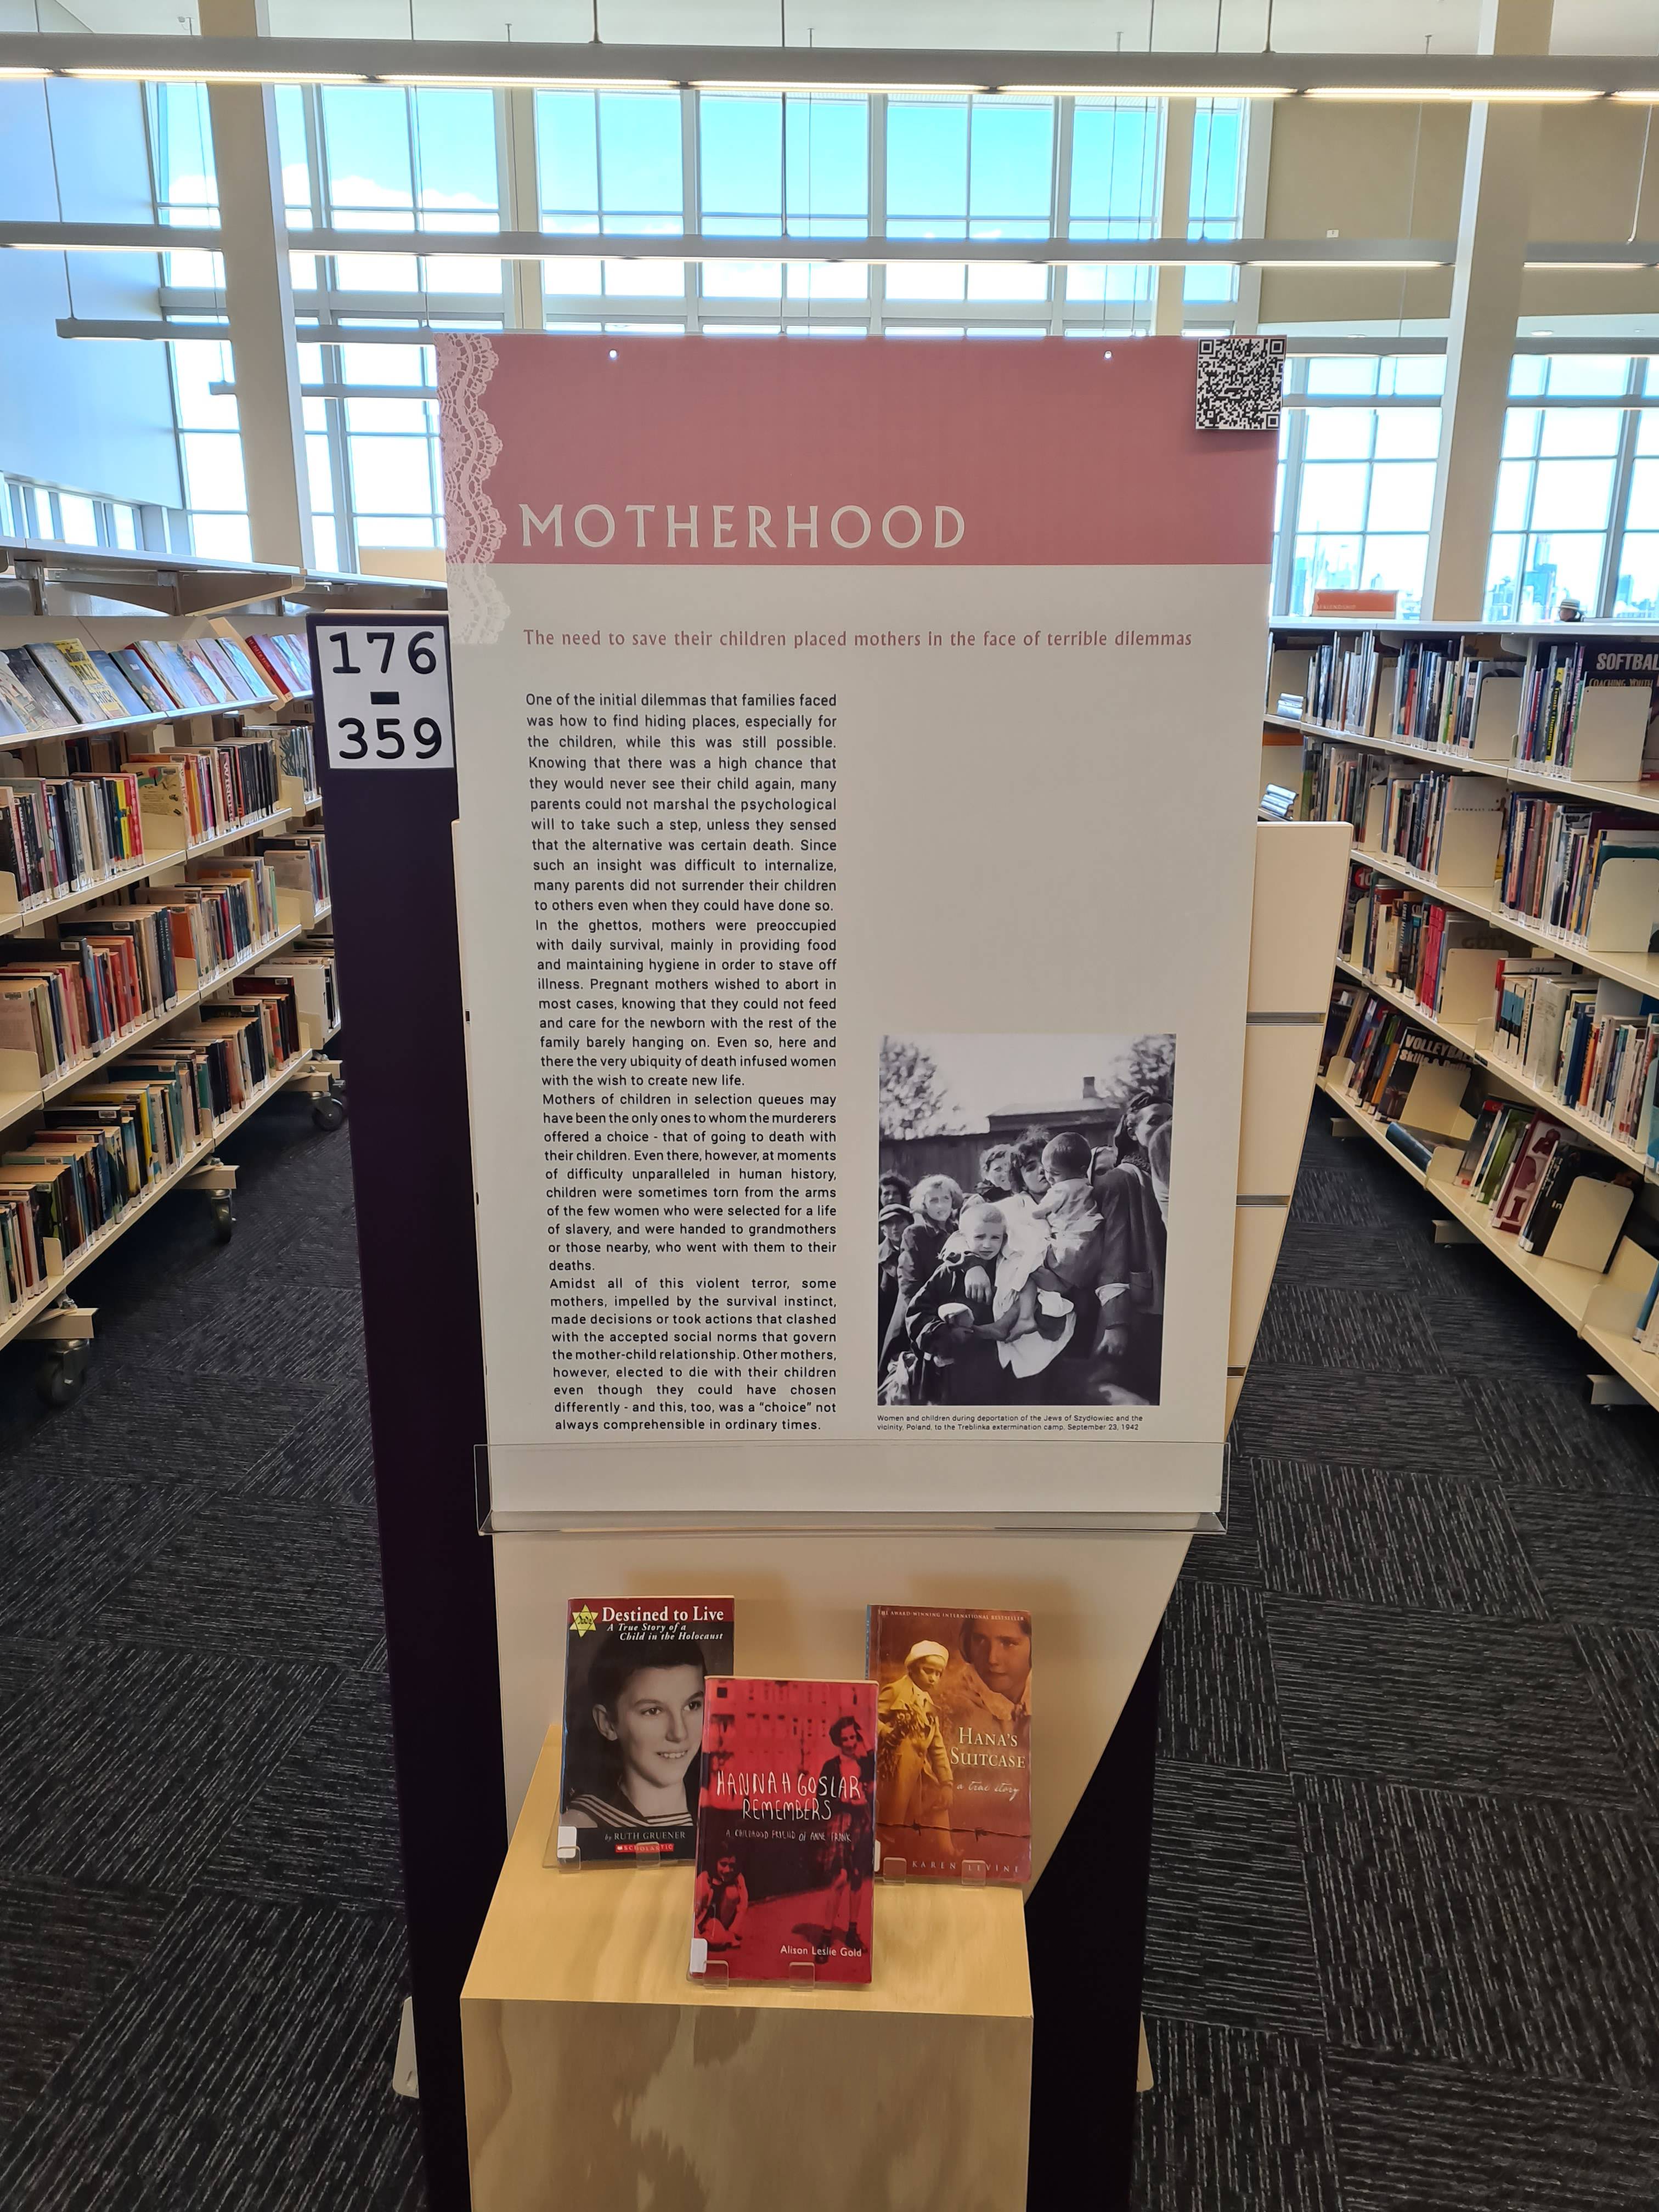 MOTHERHOOD
The need to save their children placed mothers in the face of terrible dilemmas
176
-
359
One of the initial dilemmas that families faced
was how to find hiding places, especially for
the children, while this was still possible.
Knowing that there was a high chance that
they would never see their child again, many
parents could not marshal the psychological
will to take such a step, unless they sensed
that the alternative was certain death. Since
such an insight was difficult to internalize,
many parents did not surrender their children
to others even when they could have done so.
In the ghettos, mothers were preoccupied
with daily survival, mainly in providing food
and maintaining hygiene in order to stave off
illness. Pregnant mothers wished to abort in
most cases, knowing that they could not feed
and care for the newborn with the rest of the
family barely hanging on. Even so, here and
there the very ubiquity of death infused women
with the wish to create new life.
Mothers of children in selection queues may
have been the only ones to whom the murderers
offered a choice - that of going to death with
their children. Even there, however, at moments
of difficulty unparalleled in human history,
children were sometimes torn from the arms
of the few women who were selected for a life
of slavery, and were handed to grandmothers
or those nearby, who went with them to their
deaths.
Amidst all of this violent terror, some
mothers, impelled by the survival instinct,
made decisions or took actions that clashed
with the accepted social norms that govern
the mother-child relationship. Other mothers,
however, elected to die with their children
even though they could have chosen
differently - and this, too, was a “choice” not
always comprehensible in ordinary times.
Women and children during deportation of the Jews of Szydłowiec and the
vicinity, Poland, to the Treblinka extermination camp, September 23, 1942
SOFTBAL
COACHING YOUTH
VOLLEYBAL
Skills &
Destined to Live
A True Story of a
Child in the Holocaust
by RUTH GRUENER
SCHOLASTIC
HANNAH GOSLAR
REMEMBERS
A CHILDHOOD FRIEND OF ANNE FRANK
Alison Leslie Gold
THE AWARD-WINNING INTERNATIONAL BESTSELLER
HANA'S
SUITCASE
a true story
KAREN LEVINE